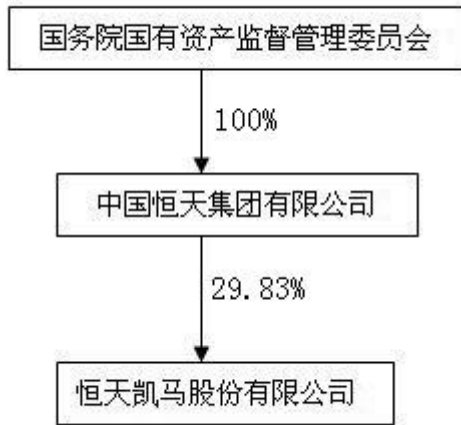 国务院国有资产监督管理委员会
100%
中国恒天集团有限公司
29.83%
恒天凯马股份有限公司